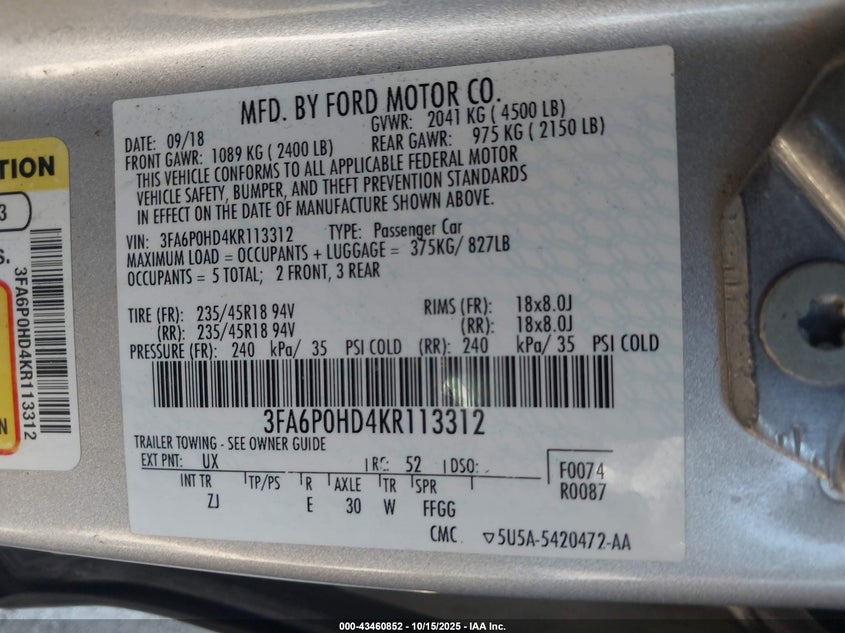 MFD. BY FORD MOTOR CO.
DATE: 09/18 GVWR: 2041 KG ( 4500 LB)
FRONT GAWR: 1089 KG ( 2400 LB) REAR GAWR: 975 KG ( 2150 LB)
THIS VEHICLE CONFORMS TO ALL APPLICABLE FEDERAL MOTOR
VEHICLE SAFETY, BUMPER, AND THEFT PREVENTION STANDARDS
IN EFFECT ON THE DATE OF MANUFACTURE SHOWN ABOVE.
VIN: 3FA6P0HD4KR113312 TYPE: Passenger Car
MAXIMUM LOAD = OCCUPANTS + LUGGAGE = 375KG/ 827LB
OCCUPANTS = 5 TOTAL; 2 FRONT, 3 REAR
TIRE (FR): 235/45R18 94V RIMS (FR): 18x8.0J
(RR): 235/45R18 94V (RR): 18x8.0J
PRESSURE (FR): 240 kPa/ 35 PSI COLD (RR): 240 kPa/ 35 PSI COLD
3FA6P0HD4KR113312
TRAILER TOWING - SEE OWNER GUIDE
EXT PNT: UX RC: 52 DSO: F0074
INT TR TP/PS R AXLE TR SPR R0087
ZJ E 30 W FFGG
CMC ▽5U5A-5420472-AA
TION
3
S.
3FA6P0HD4KR113312
N
000-43460852 | 10/15/2025 - IAA Inc.